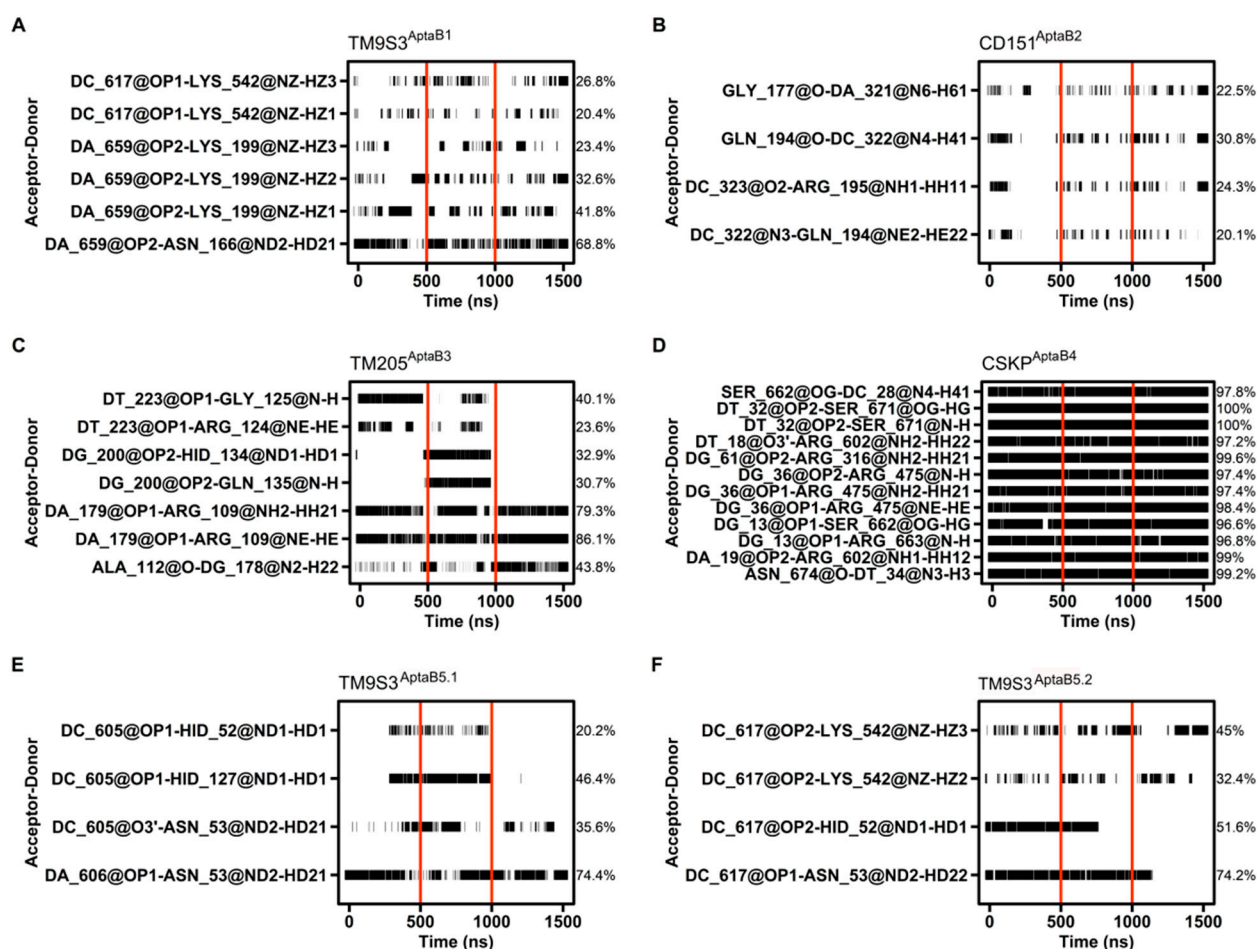 A
TM9S3AptaB1
Acceptor-Donor
DC_617@OP1-LYS_542@NZ-HZ3
26.8%
DC_617@OP1-LYS_542@NZ-HZ1
20.4%
DA_659@OP2-LYS_199@NZ-HZ3
23.4%
DA_659@OP2-LYS_199@NZ-HZ2
32.6%
DA_659@OP2-LYS_199@NZ-HZ1
41.8%
DA_659@OP2-ASN_166@ND2-HD21
68.8%
0 500 1000 1500
Time (ns)
B
CD151AptaB2
Acceptor-Donor
GLY_177@O-DA_321@N6-H61
22.5%
GLN_194@O-DC_322@N4-H41
30.8%
DC_323@O2-ARG_195@NH1-HH11
24.3%
DC_322@N3-GLN_194@NE2-HE22
20.1%
0 500 1000 1500
Time (ns)
C
TM205AptaB3
Acceptor-Donor
DT_223@OP1-GLY_125@N-H
40.1%
DT_223@OP1-ARG_124@NE-HE
23.6%
DG_200@OP2-HID_134@ND1-HD1
32.9%
DG_200@OP2-GLN_135@N-H
30.7%
DA_179@OP1-ARG_109@NH2-HH21
79.3%
DA_179@OP1-ARG_109@NE-HE
86.1%
ALA_112@O-DG_178@N2-H22
43.8%
0 500 1000 1500
Time (ns)
D
CSKPAptaB4
Acceptor-Donor
SER_662@OG-DC_28@N4-H41
97.8%
DT_32@OP2-SER_671@OG-HG
100%
DT_32@OP2-SER_671@N-H
100%
DT_18@O3'-ARG_602@NH2-HH22
97.2%
DG_61@OP2-ARG_316@NH2-HH21
99.6%
DG_36@OP2-ARG_475@N-H
97.4%
DG_36@OP1-ARG_475@NH2-HH21
97.4%
DG_36@OP1-ARG_475@NE-HE
98.4%
DG_13@OP1-SER_662@OG-HG
96.6%
DG_13@OP1-ARG_663@N-H
96.8%
DA_19@OP2-ARG_602@NH1-HH12
99%
ASN_674@O-DT_34@N3-H3
99.2%
0 500 1000 1500
Time (ns)
E
TM9S3AptaB5.1
Acceptor-Donor
DC_605@OP1-HID_52@ND1-HD1
20.2%
DC_605@OP1-HID_127@ND1-HD1
46.4%
DC_605@O3'-ASN_53@ND2-HD21
35.6%
DA_606@OP1-ASN_53@ND2-HD21
74.4%
0 500 1000 1500
Time (ns)
F
TM9S3AptaB5.2
Acceptor-Donor
DC_617@OP2-LYS_542@NZ-HZ3
45%
DC_617@OP2-LYS_542@NZ-HZ2
32.4%
DC_617@OP2-HID_52@ND1-HD1
51.6%
DC_617@OP1-ASN_53@ND2-HD22
74.2%
0 500 1000 1500
Time (ns)